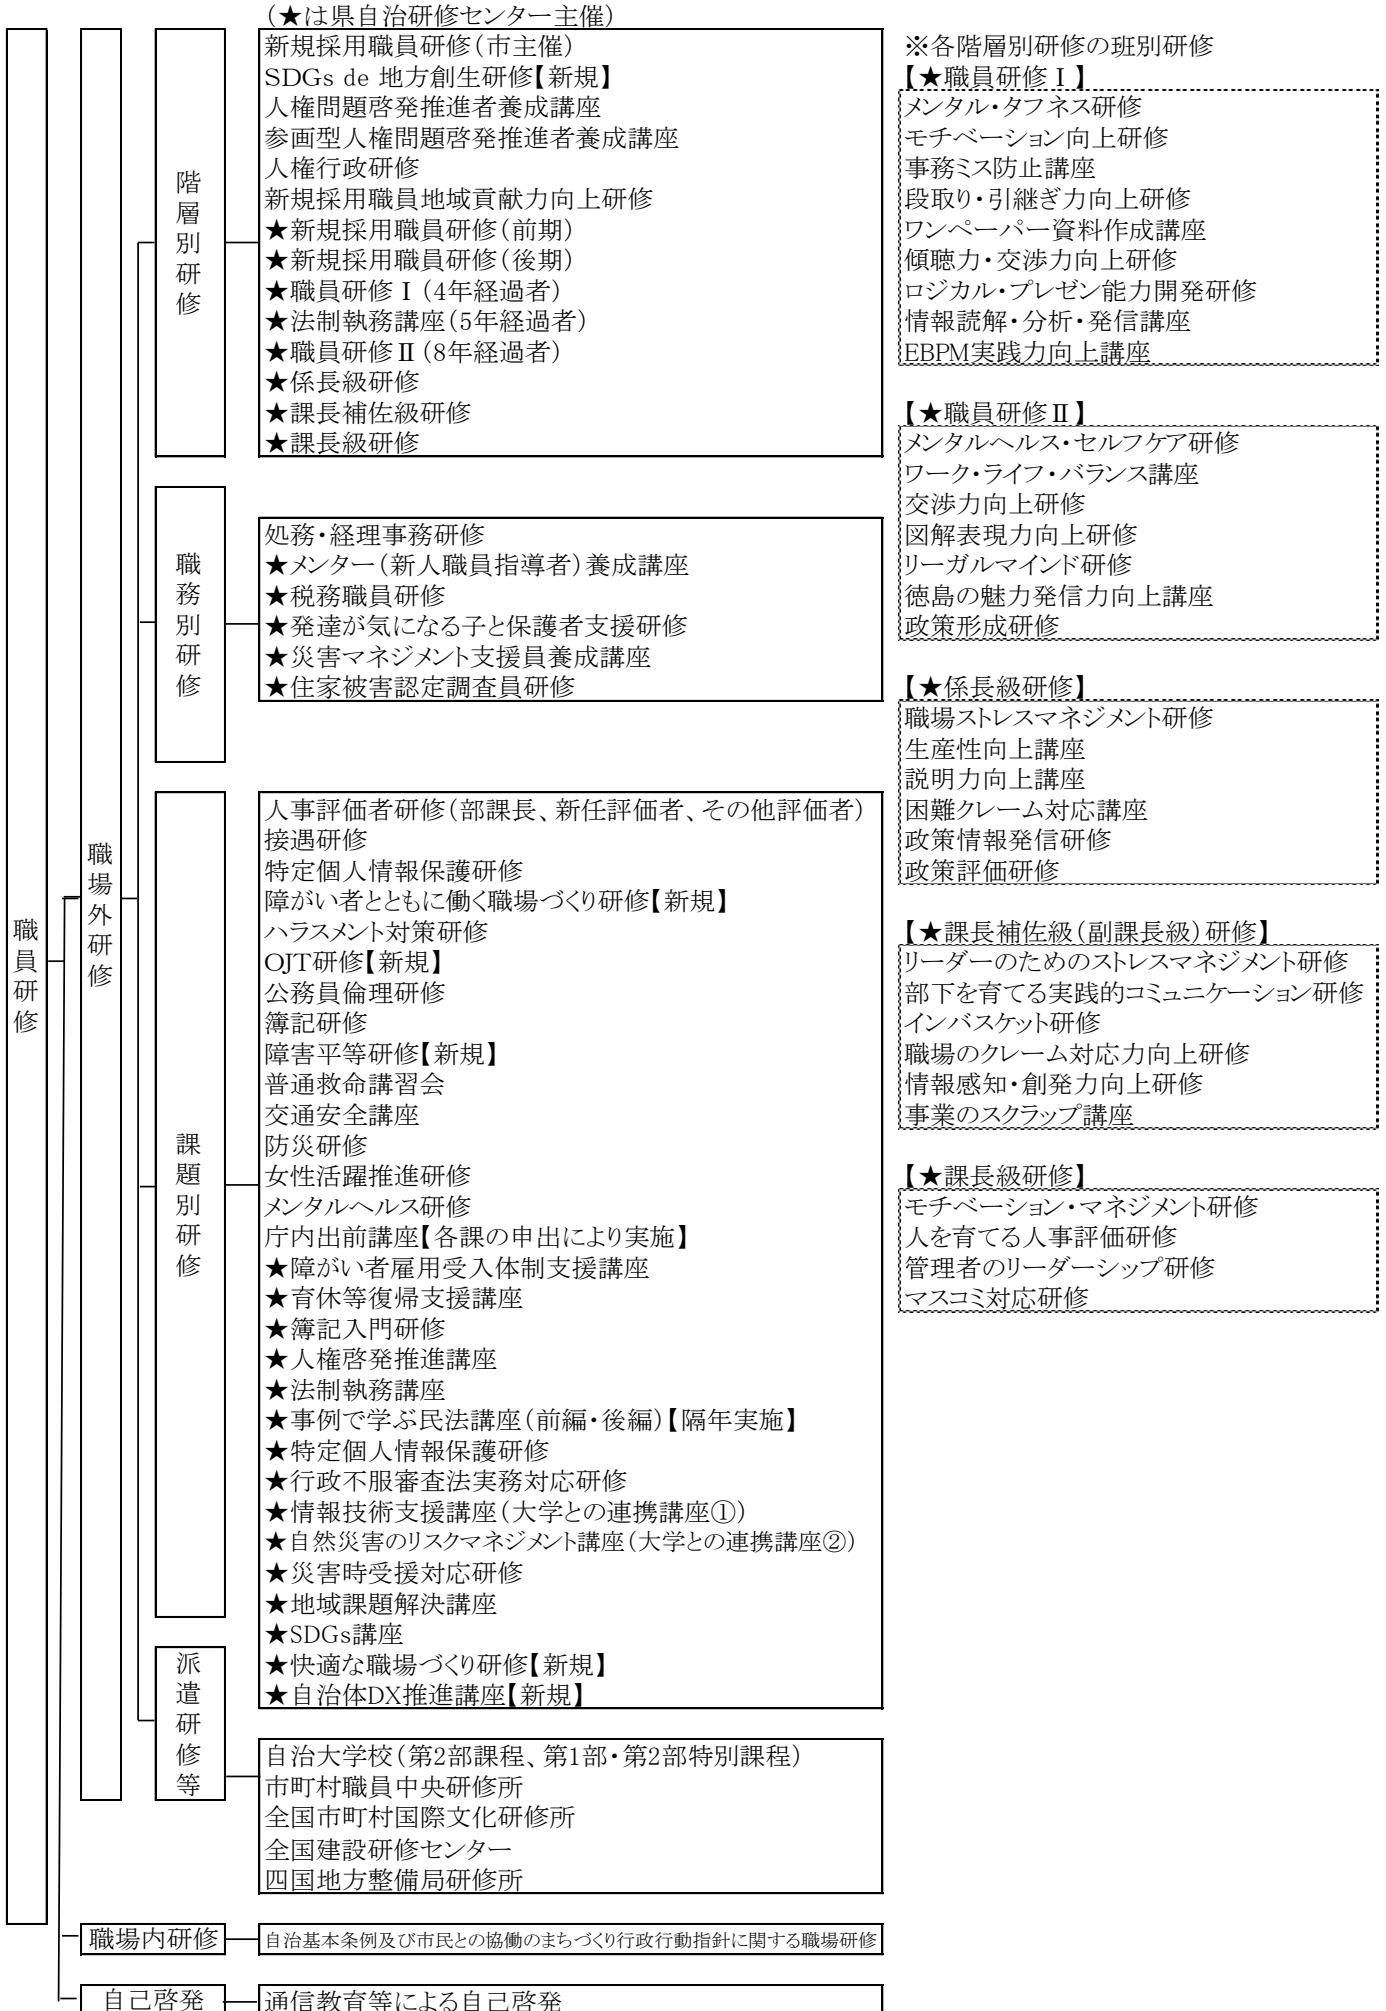 (★は県自治研修センター主催)
職員研修
職場外研修
階層別研修
新規採用職員研修(市主催)
SDGs de 地方創生研修【新規】
人権問題啓発推進者養成講座
参画型人権問題啓発推進者養成講座
人権行政研修
新規採用職員地域貢献力向上研修
★新規採用職員研修(前期)
★新規採用職員研修(後期)
★職員研修Ⅰ(4年経過者)
★法制執務講座(5年経過者)
★職員研修Ⅱ(8年経過者)
★係長級研修
★課長補佐級研修
★課長級研修
職務別研修
処務・経理事務研修
★メンター(新人職員指導者)養成講座
★税務職員研修
★発達が気になる子と保護者支援研修
★災害マネジメント支援員養成講座
★住家被害認定調査員研修
課題別研修
人事評価者研修(部課長、新任評価者、その他評価者)
接遇研修
特定個人情報保護研修
障がい者とともに働く職場づくり研修【新規】
ハラスメント対策研修
OJT研修【新規】
公務員倫理研修
簿記研修
障害平等研修【新規】
普通救命講習会
交通安全講座
防災研修
女性活躍推進研修
メンタルヘルス研修
庁内出前講座【各課の申出により実施】
★障がい者雇用受入体制支援講座
★育休等復帰支援講座
★簿記入門研修
★人権啓発推進講座
★法制執務講座
★事例で学ぶ民法講座(前編・後編)【隔年実施】
★特定個人情報保護研修
★行政不服審査法実務対応研修
★情報技術支援講座(大学との連携講座①)
★自然災害のリスクマネジメント講座(大学との連携講座②)
★災害時受援対応研修
★地域課題解決講座
★SDGs講座
★快適な職場づくり研修【新規】
★自治体DX推進講座【新規】
派遣研修等
自治大学校(第2部課程、第1部・第2部特別課程)
市町村職員中央研修所
全国市町村国際文化研修所
全国建設研修センター
四国地方整備局研修所
職場内研修
自治基本条例及び市民との協働のまちづくり行政行動指針に関する職場研修
自己啓発
通信教育等による自己啓発
※各階層別研修の班別研修
【★職員研修Ⅰ】
メンタル・タフネス研修
モチベーション向上研修
事務ミス防止講座
段取り・引継ぎ力向上研修
ワンペーパー資料作成講座
傾聴力・交渉力向上研修
ロジカル・プレゼン能力開発研修
情報読解・分析・発信講座
EBPM実践力向上講座
【★職員研修Ⅱ】
メンタルヘルス・セルフケア研修
ワーク・ライフ・バランス講座
交渉力向上研修
図解表現力向上研修
リーガルマインド研修
徳島の魅力発信力向上講座
政策形成研修
【★係長級研修】
職場ストレスマネジメント研修
生産性向上講座
説明力向上講座
困難クレーム対応講座
政策情報発信研修
政策評価研修
【★課長補佐級(副課長級)研修】
リーダーのためのストレスマネジメント研修
部下を育てる実践的コミュニケーション研修
インバスケット研修
職場のクレーム対応力向上研修
情報感知・創発力向上研修
事業のスクラップ講座
【★課長級研修】
モチベーション・マネジメント研修
人を育てる人事評価研修
管理者のリーダーシップ研修
マスコミ対応研修